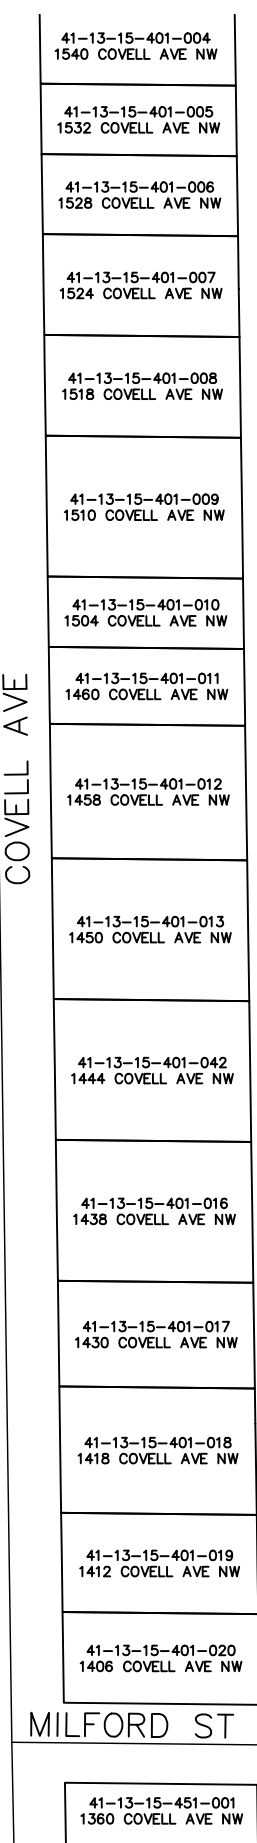 41-13-15-401-004
1540 COVELL AVE NW
41-13-15-401-005
1532 COVELL AVE NW
41-13-15-401-006
1528 COVELL AVE NW
41-13-15-401-007
1524 COVELL AVE NW
41-13-15-401-008
1518 COVELL AVE NW
41-13-15-401-009
1510 COVELL AVE NW
41-13-15-401-010
1504 COVELL AVE NW
41-13-15-401-011
1460 COVELL AVE NW
COVELL AVE
41-13-15-401-012
1458 COVELL AVE NW
41-13-15-401-013
1450 COVELL AVE NW
41-13-15-401-042
1444 COVELL AVE NW
41-13-15-401-016
1438 COVELL AVE NW
41-13-15-401-017
1430 COVELL AVE NW
41-13-15-401-018
1418 COVELL AVE NW
41-13-15-401-019
1412 COVELL AVE NW
41-13-15-401-020
1406 COVELL AVE NW
MILFORD ST
41-13-15-451-001
1360 COVELL AVE NW